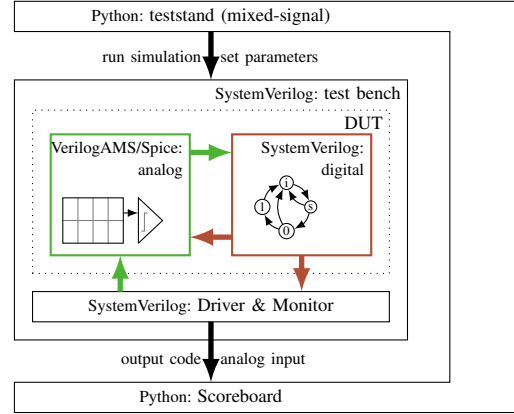 Python: teststand (mixed-signal)
run simulation set parameters
SystemVerilog: test bench
DUT
VerilogAMS/Spice:
analog
SystemVerilog:
digital
i
l s
0
SystemVerilog: Driver & Monitor
output code analog input
Python: Scoreboard